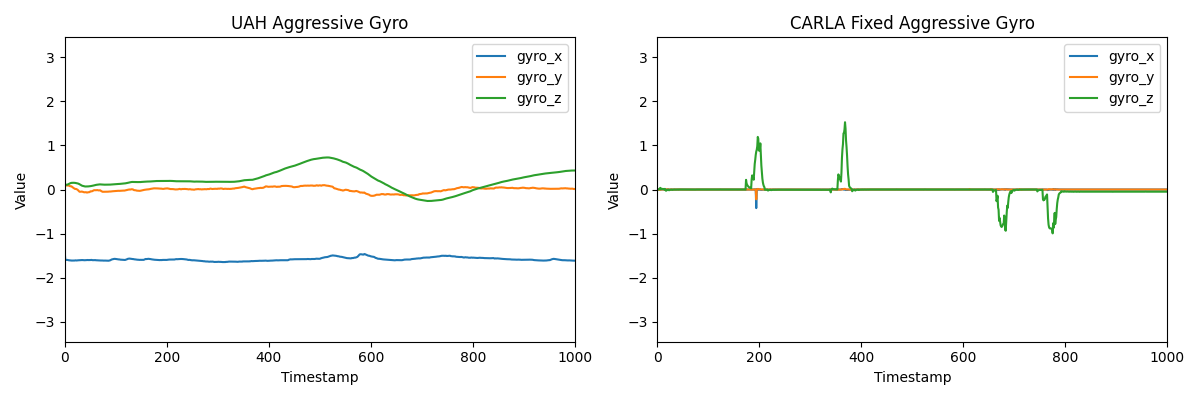 UAH Aggressive Gyro
3
2
1
0
−1
−2
−3
Value
0 200 400 600 800 1000
Timestamp
gyro_x
gyro_y
gyro_z
CARLA Fixed Aggressive Gyro
3
2
1
0
−1
−2
−3
Value
0 200 400 600 800 1000
Timestamp
gyro_x
gyro_y
gyro_z